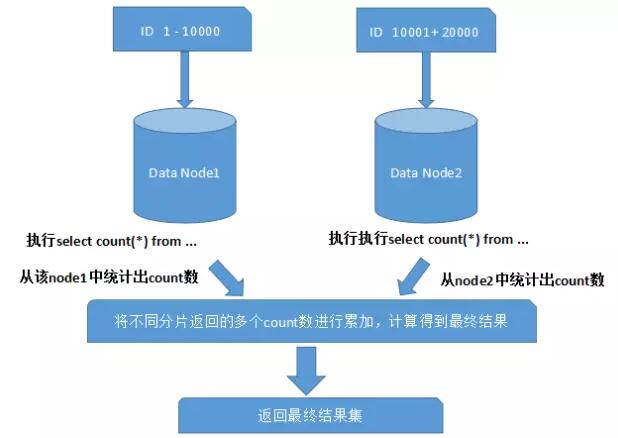 ID 1 - 10000
ID 10001+ 20000
Data Node1
Data Node2
执行select count(*) from ...
执行执行select count(*) from ...
从该node1中统计出count数
从node2中统计出count数
将不同分片返回的多个count数进行累加，计算得到最终结果
返回最终结果集